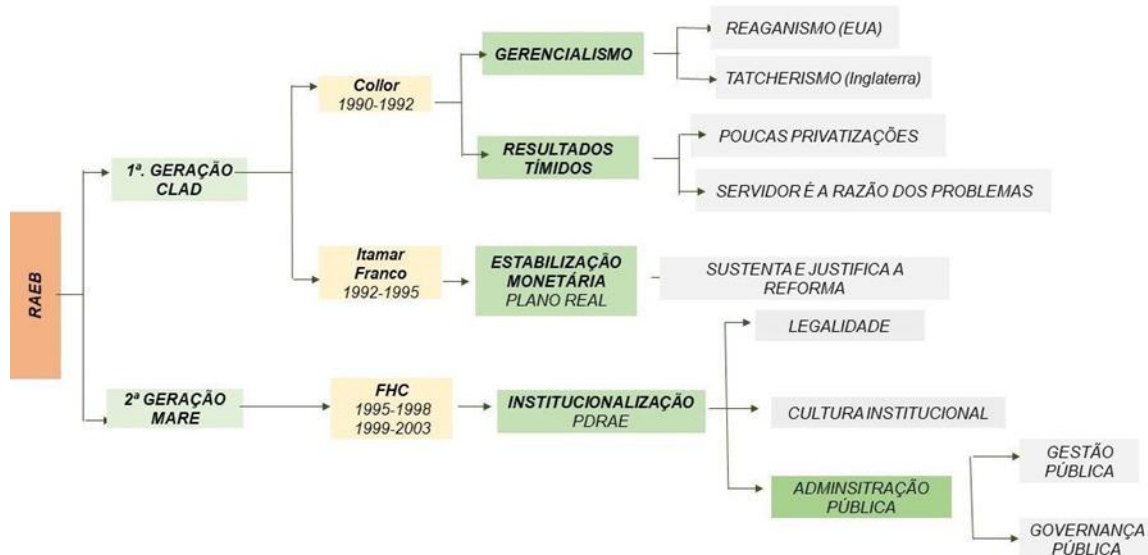 RAEB
1ª. GERAÇÃO
CLAD
Collor
1990-1992
GERENCIALISMO
REAGANISMO (EUA)
TATCHERISMO (Inglaterra)
RESULTADOS
TÍMIDOS
POUCAS PRIVATIZAÇÕES
SERVIDOR É A RAZÃO DOS PROBLEMAS
Itamar
Franco
1992-1995
ESTABILIZAÇÃO
MONETÁRIA
PLANO REAL
SUSTENTA E JUSTIFICA A
REFORMA
2ª GERAÇÃO
MARE
FHC
1995-1998
1999-2003
INSTITUCIONALIZAÇÃO
PDRAE
LEGALIDADE
CULTURA INSTITUCIONAL
ADMINSITRAÇÃO
PÚBLICA
GESTÃO
PÚBLICA
GOVERNANÇA
PÚBLICA